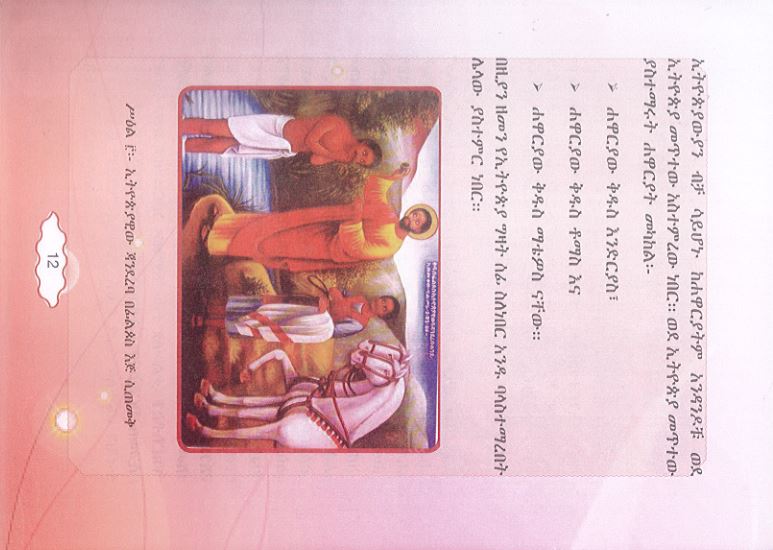 ኢትዮጵያውያን ብቻ ሳይሆኑ ከሐዋርያትም አንዳንዶቹ ወደ
ኢትዮጵያ መጥተው አስተምረው ነበር። ወደ ኢትዮጵያ መጥተው
ያስተማሩት ሐዋርያት መካከል፡-
➢ ሐዋርያው ቅዱስ እንድርያስ፣
➢ ሐዋርያው ቅዱስ ቶማስ እና
➢ ሐዋርያው ቅዱስ ማቴዎስ ናቸው።
በዚያን ዘመን የኢትዮጵያ ግዛት ሰፊ ስለነበር አንዱ ባላስተማረበት
ሌላው ያስተምር ነበር።
ሥዕል ፫፡- ኢትዮጵያዊው ጃንደረባ በፊልጶስ እጅ ሲጠመቅ
12